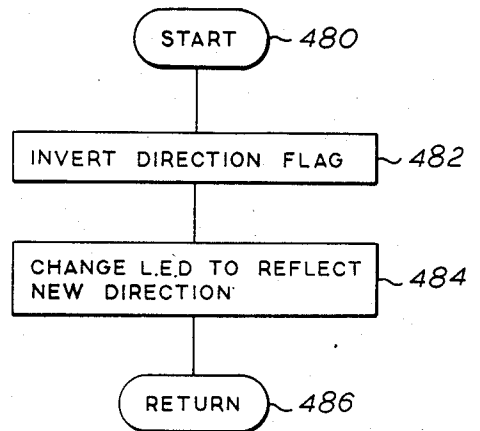 START 480
INVERT DIRECTION FLAG 482
CHANGE L.E.D TO REFLECT
NEW DIRECTION 484
RETURN 486